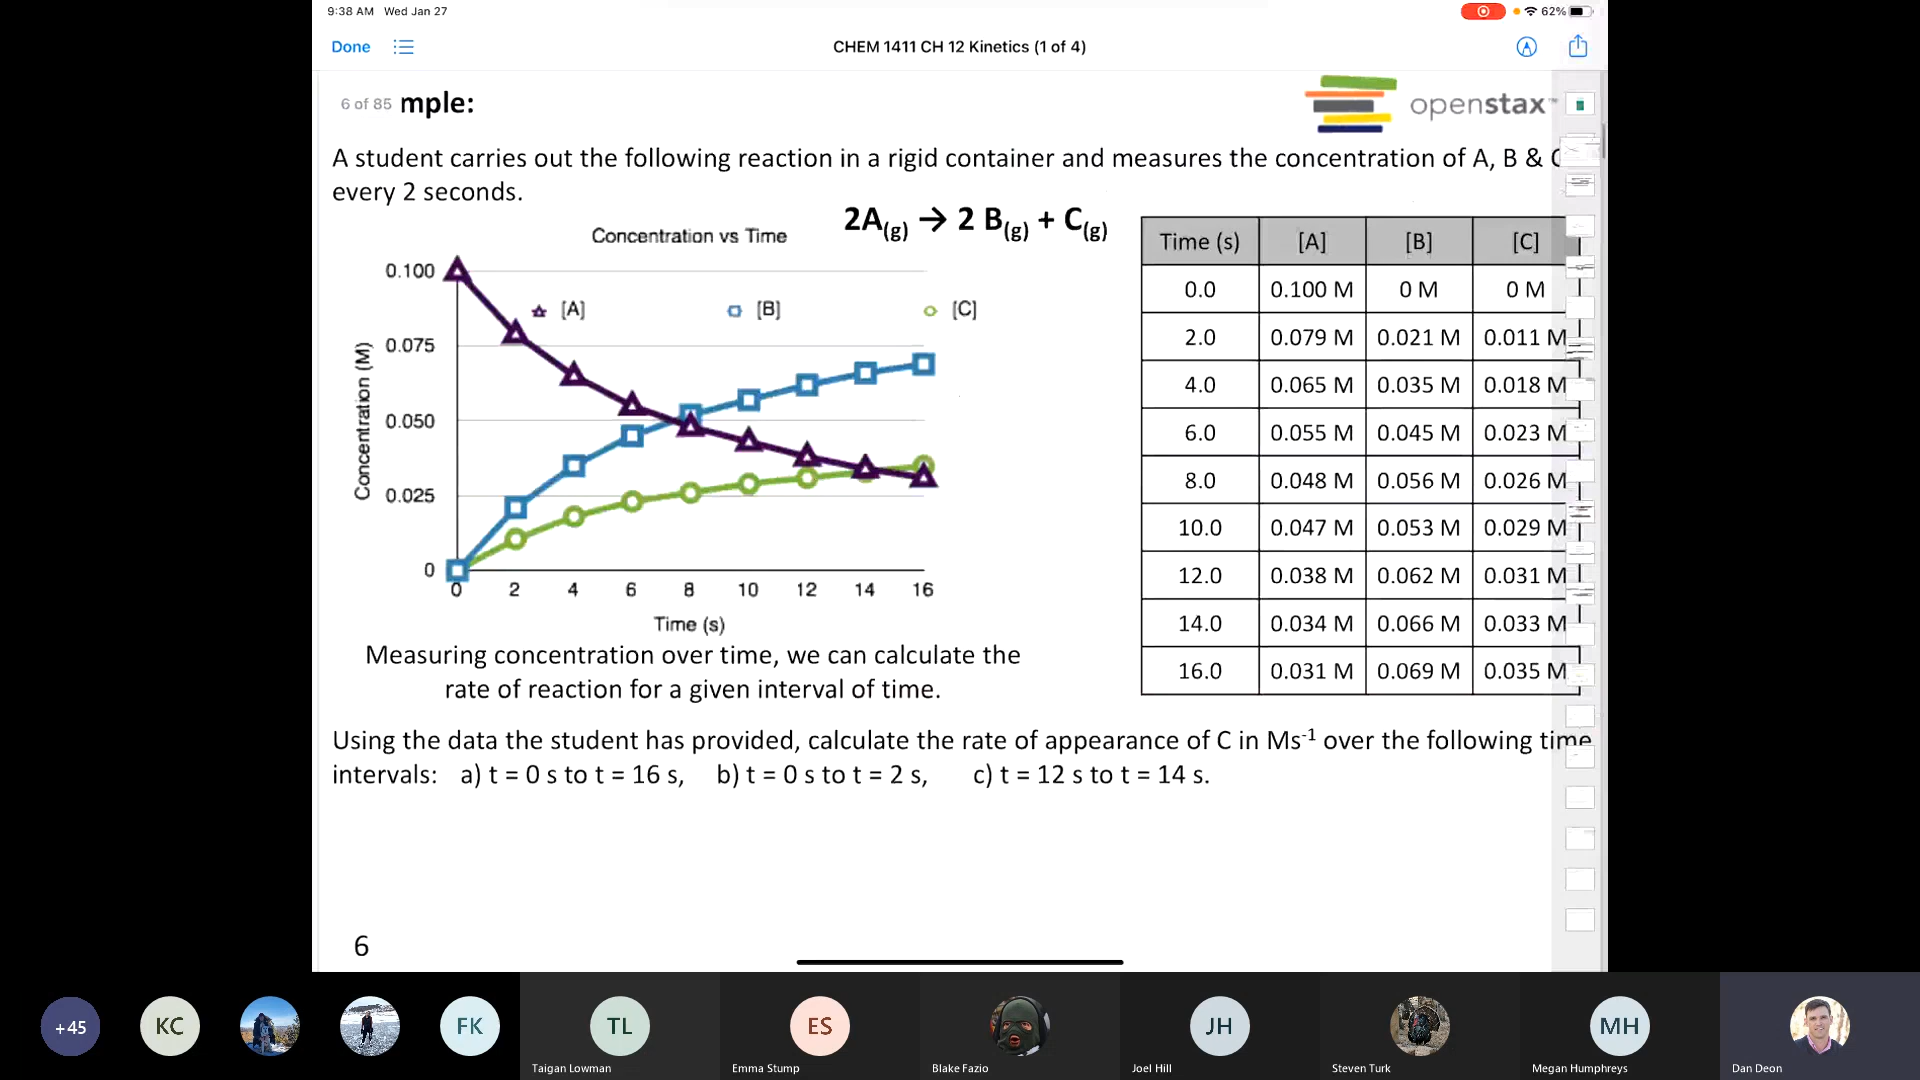 9:38 AM Wed Jan 27
62%
Done
CHEM 1411 CH 12 Kinetics (1 of 4)
6 of 85 mple:
openstax™
A student carries out the following reaction in a rigid container and measures the concentration of A, B & C
every 2 seconds.
2A(g) → 2 B(g) + C(g)
Concentration vs Time
[A] [B] [C]
Concentration (M)
0.100
0.075
0.050
0.025
0
0 2 4 6 8 10 12 14 16
Time (s)
Time (s) [A] [B] [C]
0.0 0.100 M 0 M 0 M
2.0 0.079 M 0.021 M 0.011 M
4.0 0.065 M 0.035 M 0.018 M
6.0 0.055 M 0.045 M 0.023 M
8.0 0.048 M 0.056 M 0.026 M
10.0 0.047 M 0.053 M 0.029 M
12.0 0.038 M 0.062 M 0.031 M
14.0 0.034 M 0.066 M 0.033 M
16.0 0.031 M 0.069 M 0.035 M
Measuring concentration over time, we can calculate the
rate of reaction for a given interval of time.
Using the data the student has provided, calculate the rate of appearance of C in Ms⁻¹ over the following time
intervals: a) t = 0 s to t = 16 s, b) t = 0 s to t = 2 s, c) t = 12 s to t = 14 s.
6
+45 KC FK TL ES JH MH
Taigan Lowman Emma Stump Blake Fazio Joel Hill Steven Turk Megan Humphreys Dan Deon